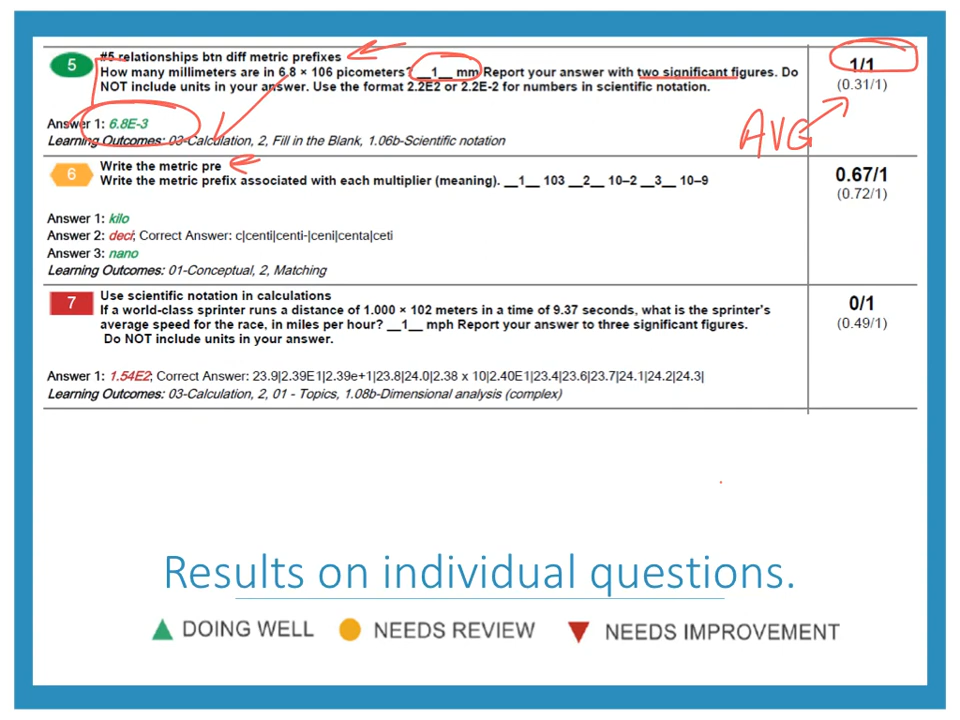 5
#5 relationships btn diff metric prefixes
How many millimeters are in 6.8 × 106 picometers? __1__ mm Report your answer with two significant figures. Do
NOT include units in your answer. Use the format 2.2E2 or 2.2E-2 for numbers in scientific notation.
1/1
(0.31/1)
AVG
Answer 1: 6.8E-3
Learning Outcomes: 03-Calculation, 2, Fill in the Blank, 1.06b-Scientific notation
6
Write the metric pre
Write the metric prefix associated with each multiplier (meaning). __1__ 103 __2__ 10–2 __3__ 10–9
0.67/1
(0.72/1)
Answer 1: kilo
Answer 2: deci; Correct Answer: c|centi|centi-|ceni|centa|ceti
Answer 3: nano
Learning Outcomes: 01-Conceptual, 2, Matching
7
Use scientific notation in calculations
If a world-class sprinter runs a distance of 1.000 × 102 meters in a time of 9.37 seconds, what is the sprinter's
average speed for the race, in miles per hour? __1__ mph Report your answer to three significant figures.
Do NOT include units in your answer.
0/1
(0.49/1)
Answer 1: 1.54E2; Correct Answer: 23.9|2.39E1|2.39e+1|23.8|24.0|2.38 x 10|2.40E1|23.4|23.6|23.7|24.1|24.2|24.3|
Learning Outcomes: 03-Calculation, 2, 01 - Topics, 1.08b-Dimensional analysis (complex)
Results on individual questions.
DOING WELL NEEDS REVIEW NEEDS IMPROVEMENT